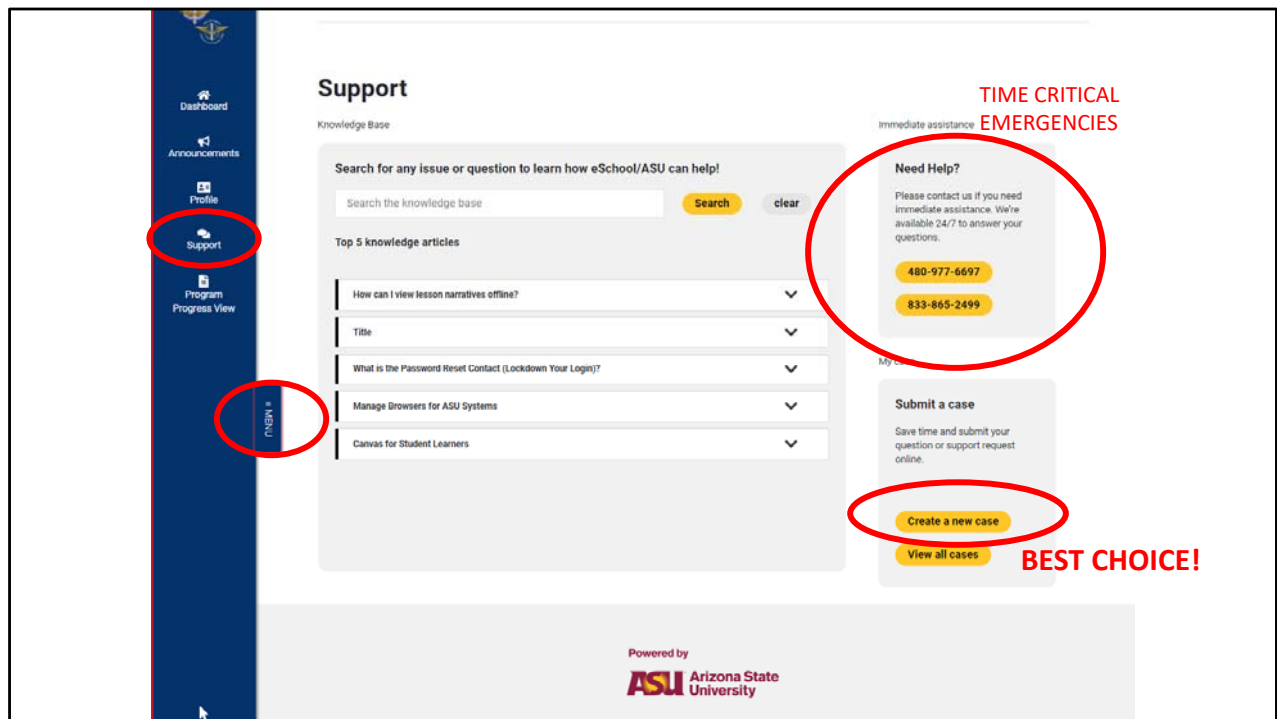 Dashboard
Announcements
Profile
Support
Program
Progress View
≡ MENU
Support
Knowledge Base
Search for any issue or question to learn how eSchool/ASU can help!
Search the knowledge base
Search
clear
Top 5 knowledge articles
How can I view lesson narratives offline?
Title
What is the Password Reset Contact (Lockdown Your Login)?
Manage Browsers for ASU Systems
Canvas for Student Learners
TIME CRITICAL
EMERGENCIES
Immediate assistance
Need Help?
Please contact us if you need
immediate assistance. We're
available 24/7 to answer your
questions.
480-977-6697
833-865-2499
My
Submit a case
Save time and submit your
question or support request
online.
Create a new case
View all cases
BEST CHOICE!
Powered by
ASU Arizona State
University